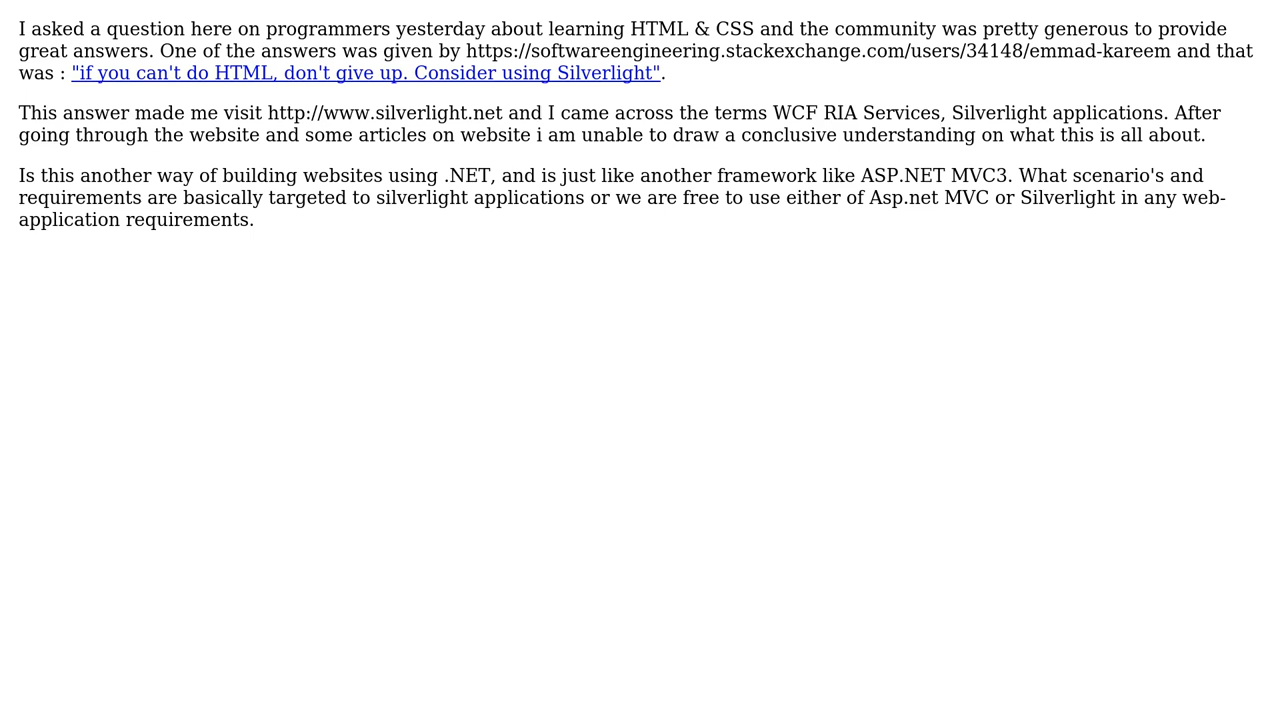 I asked a question here on programmers yesterday about learning HTML & CSS and the community was pretty generous to provide
great answers. One of the answers was given by https://softwareengineering.stackexchange.com/users/34148/emmad-kareem and that
was : "if you can't do HTML, don't give up. Consider using Silverlight".
This answer made me visit http://www.silverlight.net and I came across the terms WCF RIA Services, Silverlight applications. After
going through the website and some articles on website i am unable to draw a conclusive understanding on what this is all about.
Is this another way of building websites using .NET, and is just like another framework like ASP.NET MVC3. What scenario's and
requirements are basically targeted to silverlight applications or we are free to use either of Asp.net MVC or Silverlight in any web-
application requirements.